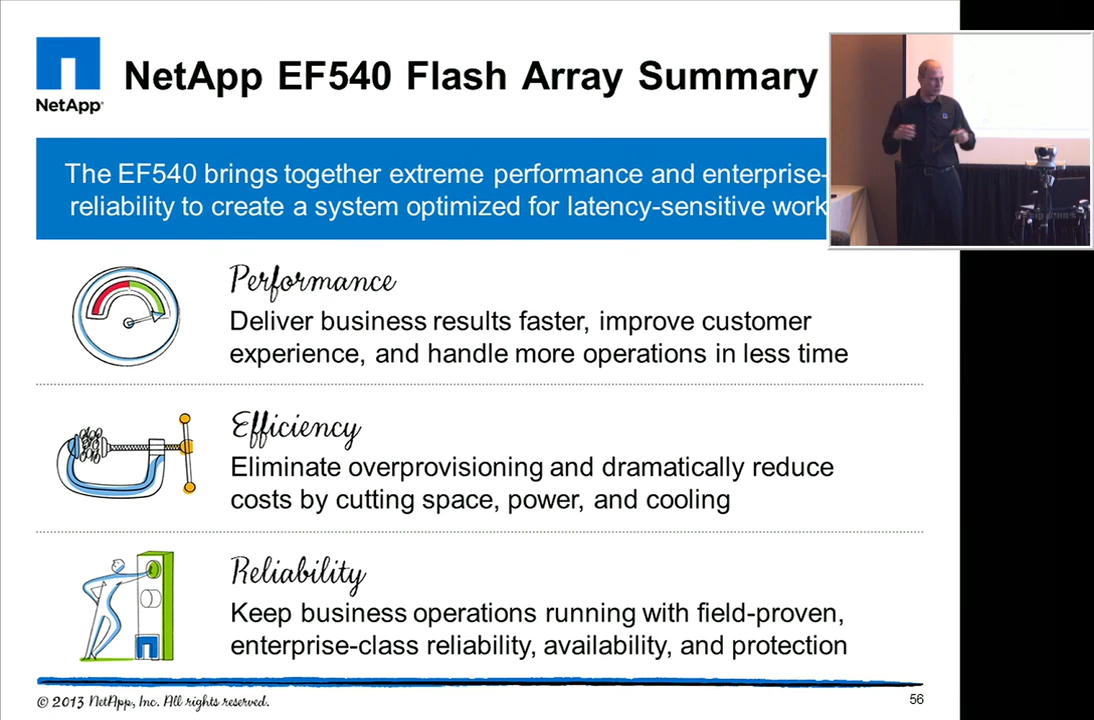 NetApp
NetApp EF540 Flash Array Summary
The EF540 brings together extreme performance and enterprise-
reliability to create a system optimized for latency-sensitive work
Performance
Deliver business results faster, improve customer
experience, and handle more operations in less time
Efficiency
Eliminate overprovisioning and dramatically reduce
costs by cutting space, power, and cooling
Reliability
Keep business operations running with field-proven,
enterprise-class reliability, availability, and protection
© 2013 NetApp, Inc. All rights reserved.
56